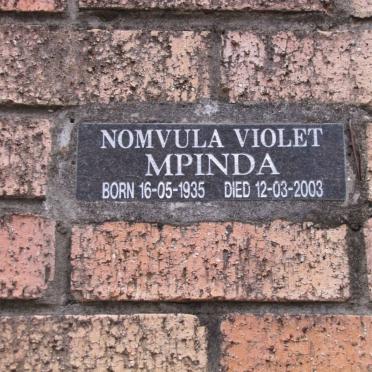 NOMVULA VIOLET
MPINDA
BORN 16-05-1935 DIED 12-03-2003